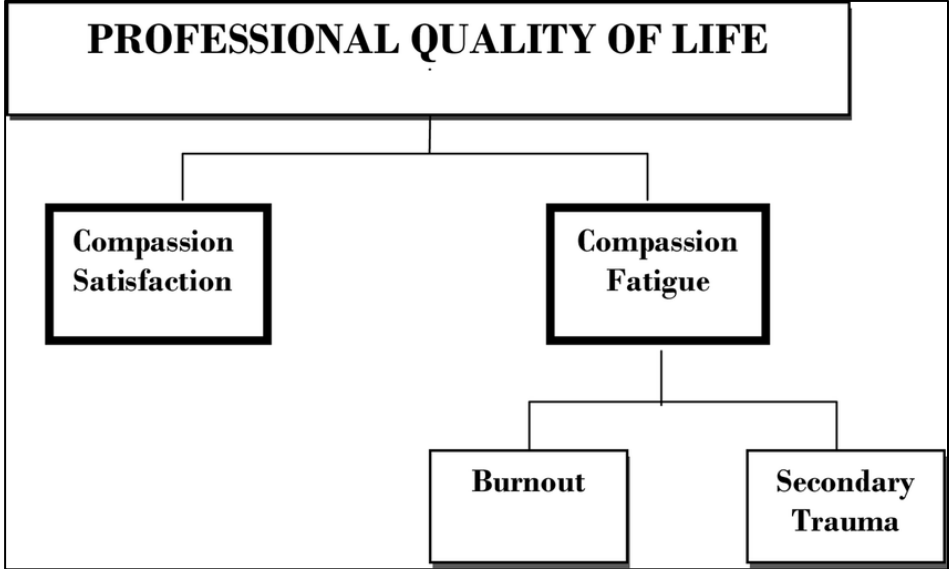 PROFESSIONAL QUALITY OF LIFE
.
Compassion
Satisfaction
Compassion
Fatigue
Burnout
Secondary
Trauma